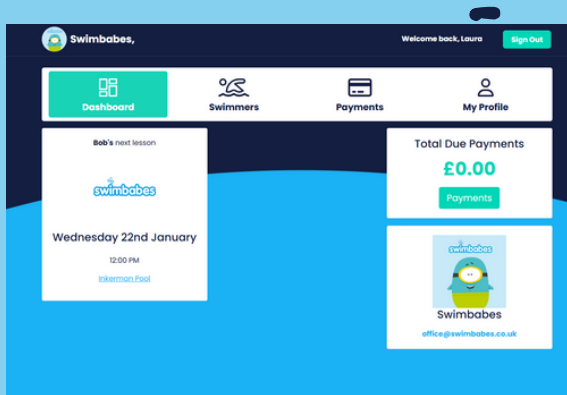 Swimbabes,
Welcome back, Laura
Sign Out
Dashboard
Swimmers
Payments
My Profile
Bob's next lesson
swimbabes
Wednesday 22nd January
12:00 PM
Inkerman Pool
Total Due Payments
£0.00
Payments
swimbabes
Swimbabes
office@swimbabes.co.uk